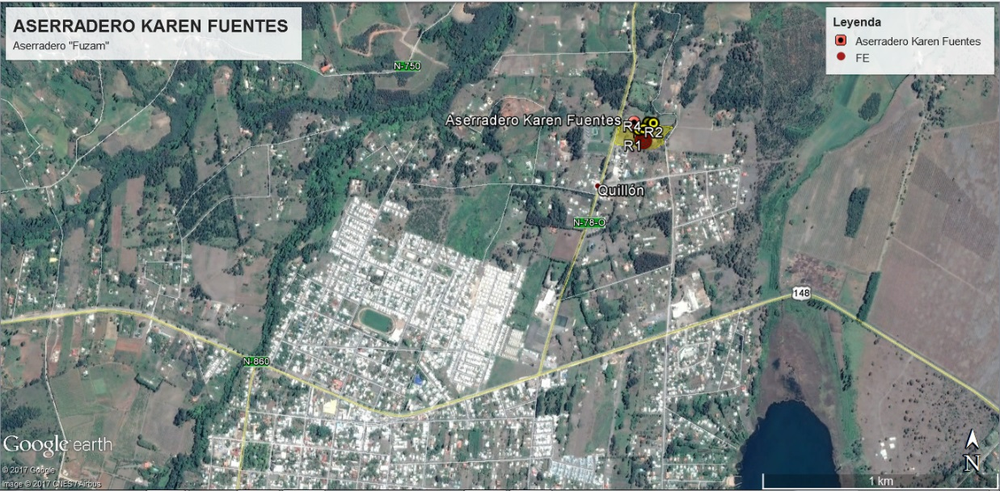 ASERRADERO KAREN FUENTES
Aserradero "Fuzam"
Leyenda
Aserradero Karen Fuentes
FE
N-750
Aserradero Karen Fuentes
R4
R2
R1
Quillón
N-78-O
148
N-860
Google earth
© 2017 Google
Image © 2017 CNES / Airbus
N
1 km